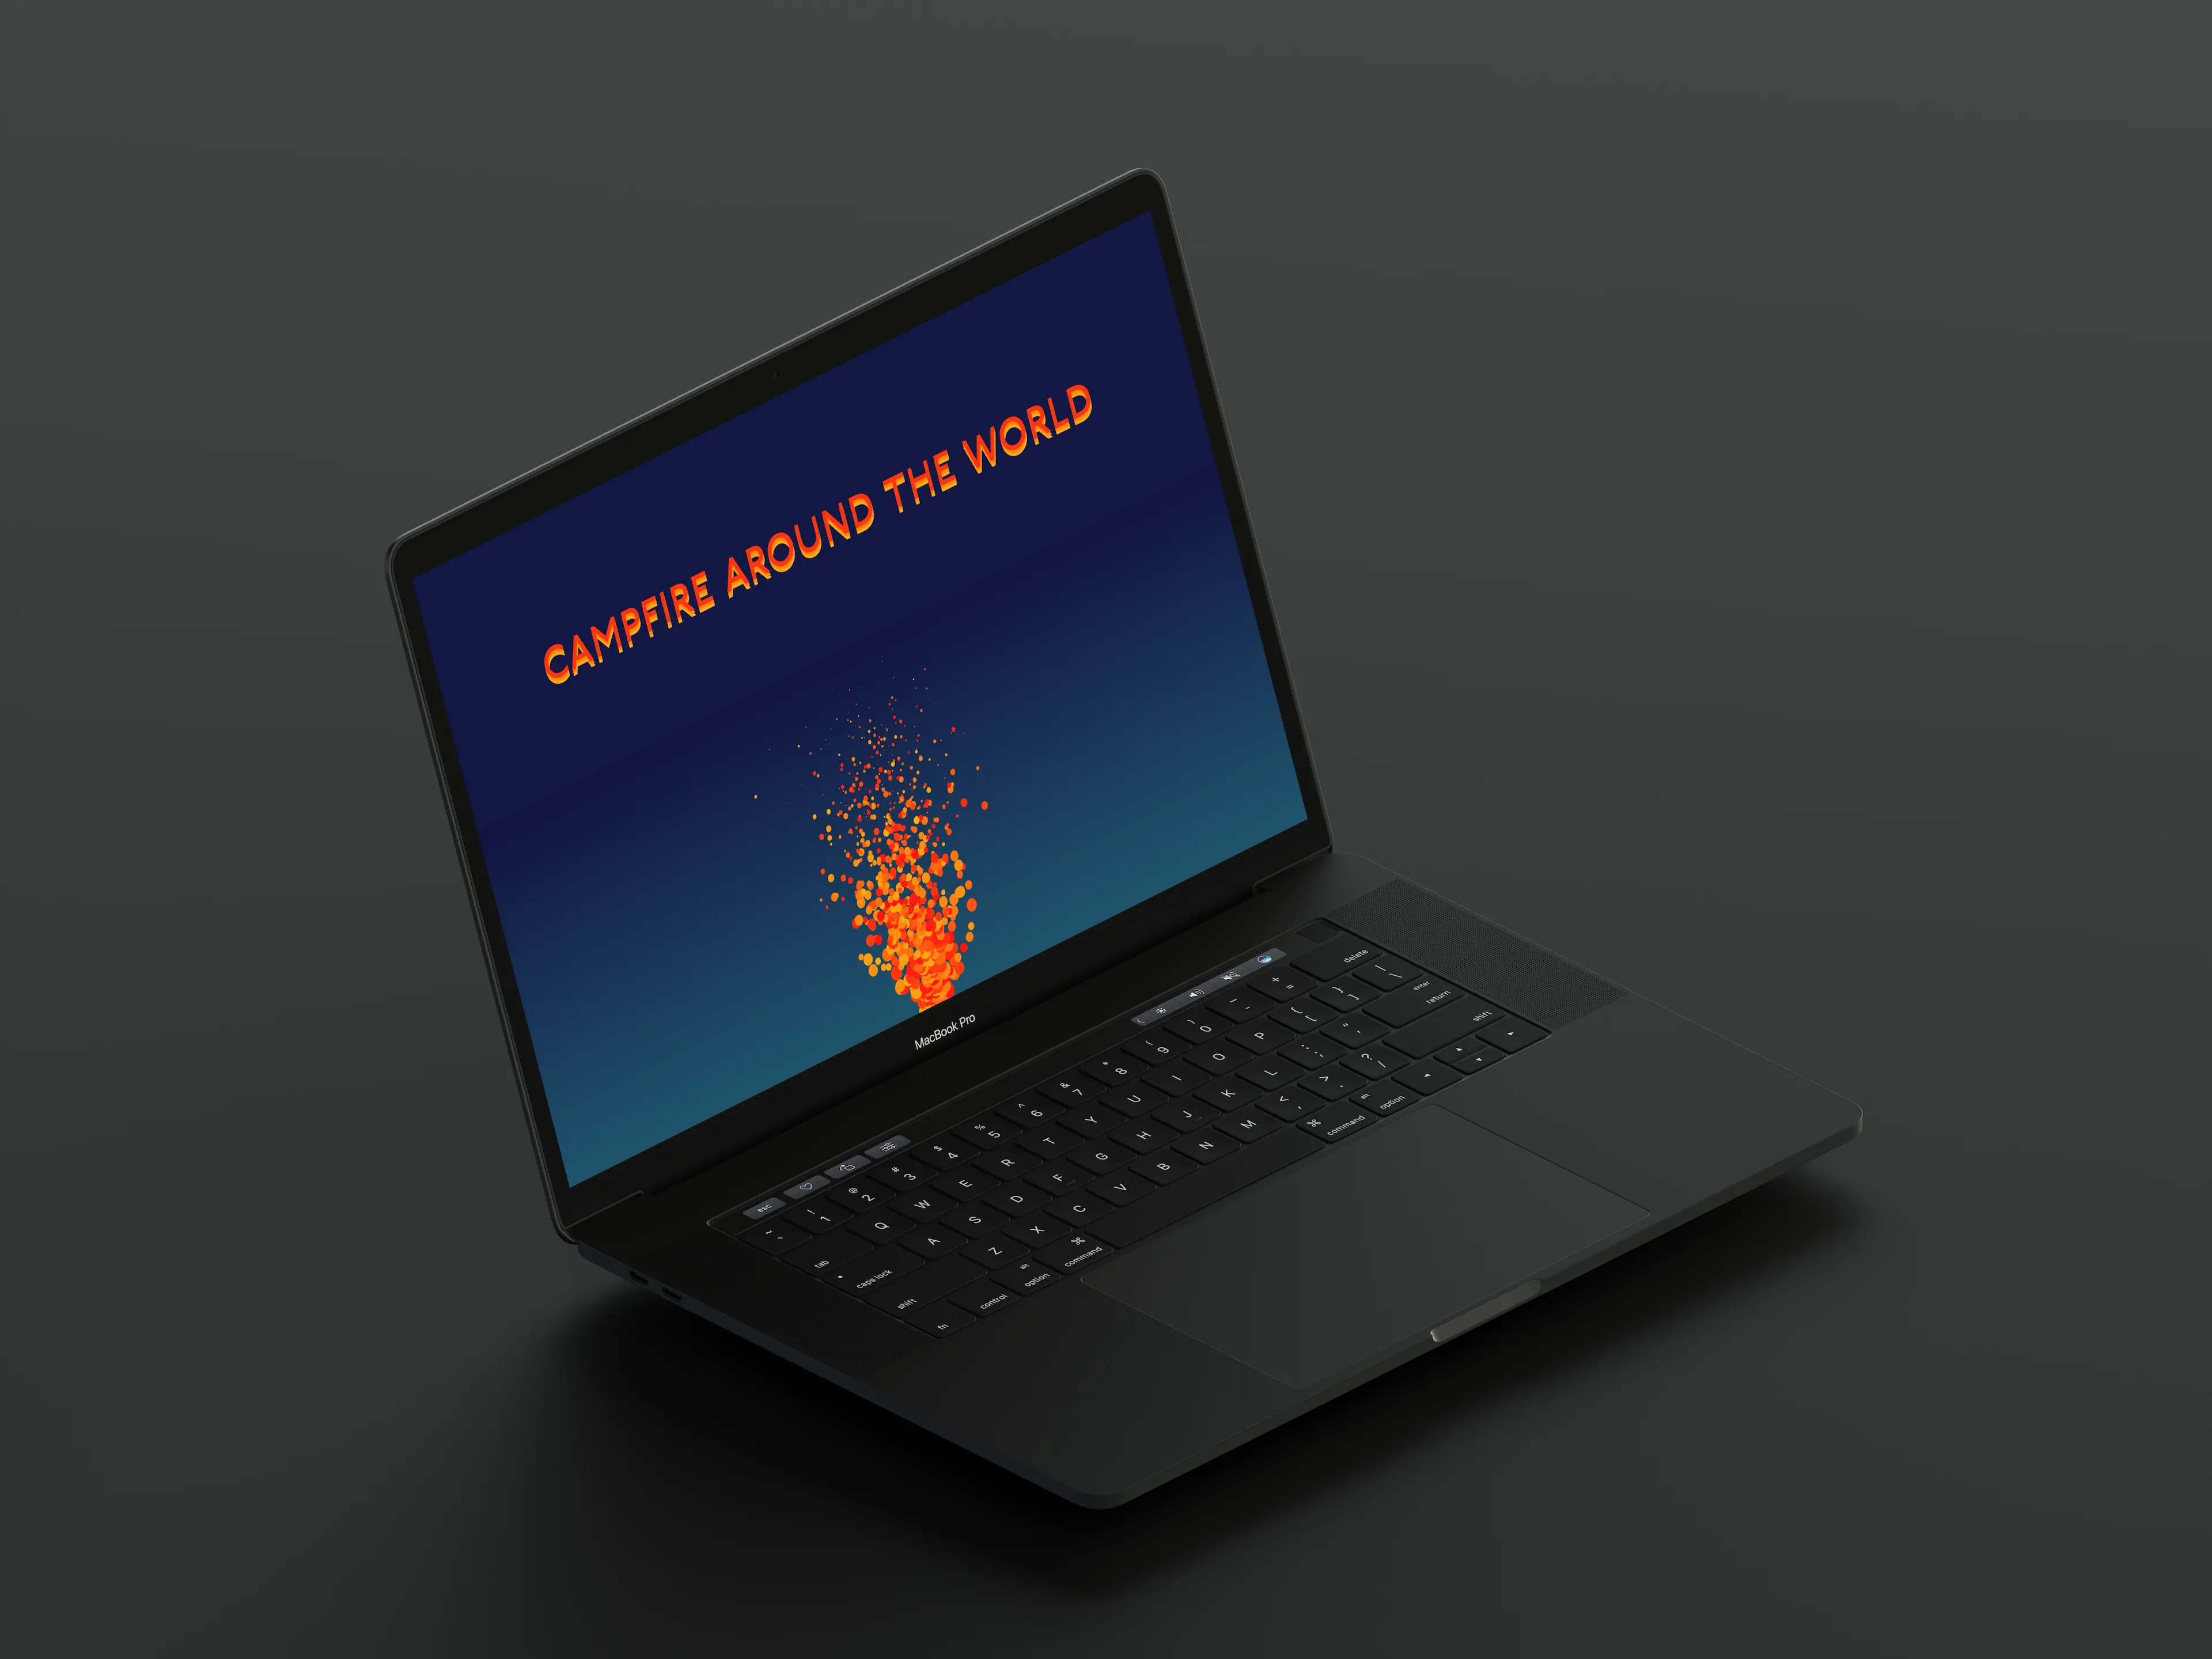 CAMPFIRE AROUND THE WORLD
MacBook Pro
esc
~ ` ! 1 @ 2 # 3 $ 4 % 5 ^ 6 & 7 * 8 ( 9 ) 0 _ - + = delete
tab Q W E R T Y U I O P { [ } ] | \
caps lock A S D F G H J K L : ; " ' enter return
shift Z X C V B N M < , > . ? / shift
fn control alt option ⌘ command ⌘ command alt option